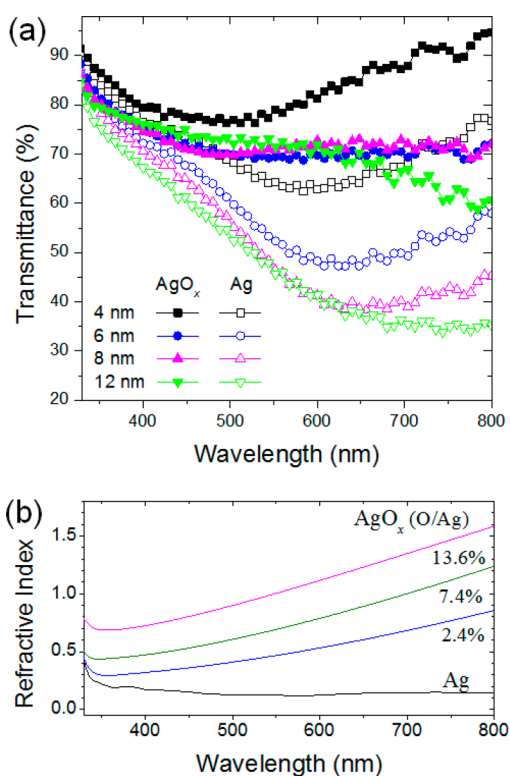 (a)
Transmittance (%)
90
80
70
60
50
40
30
20
AgOₓ Ag
4 nm
6 nm
8 nm
12 nm
400 500 600 700 800
Wavelength (nm)
(b)
Refractive Index
1.5
1.0
0.5
0.0
AgOₓ (O/Ag)
13.6%
7.4%
2.4%
Ag
400 500 600 700 800
Wavelength (nm)